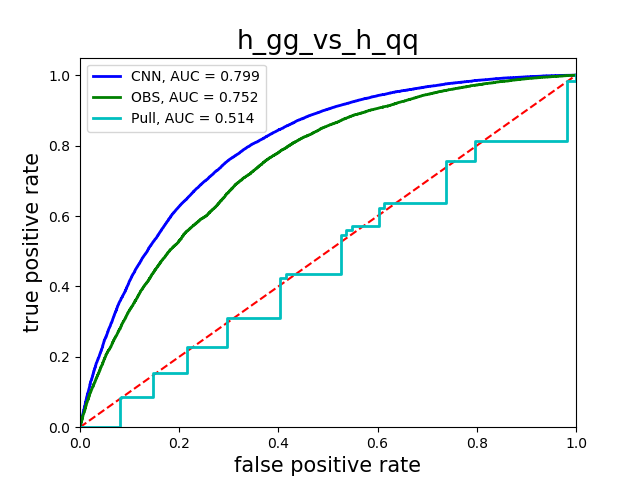 h_gg_vs_h_qq
CNN, AUC = 0.799
OBS, AUC = 0.752
Pull, AUC = 0.514
true positive rate
1.0
0.8
0.6
0.4
0.2
0.0
0.0 0.2 0.4 0.6 0.8 1.0
false positive rate